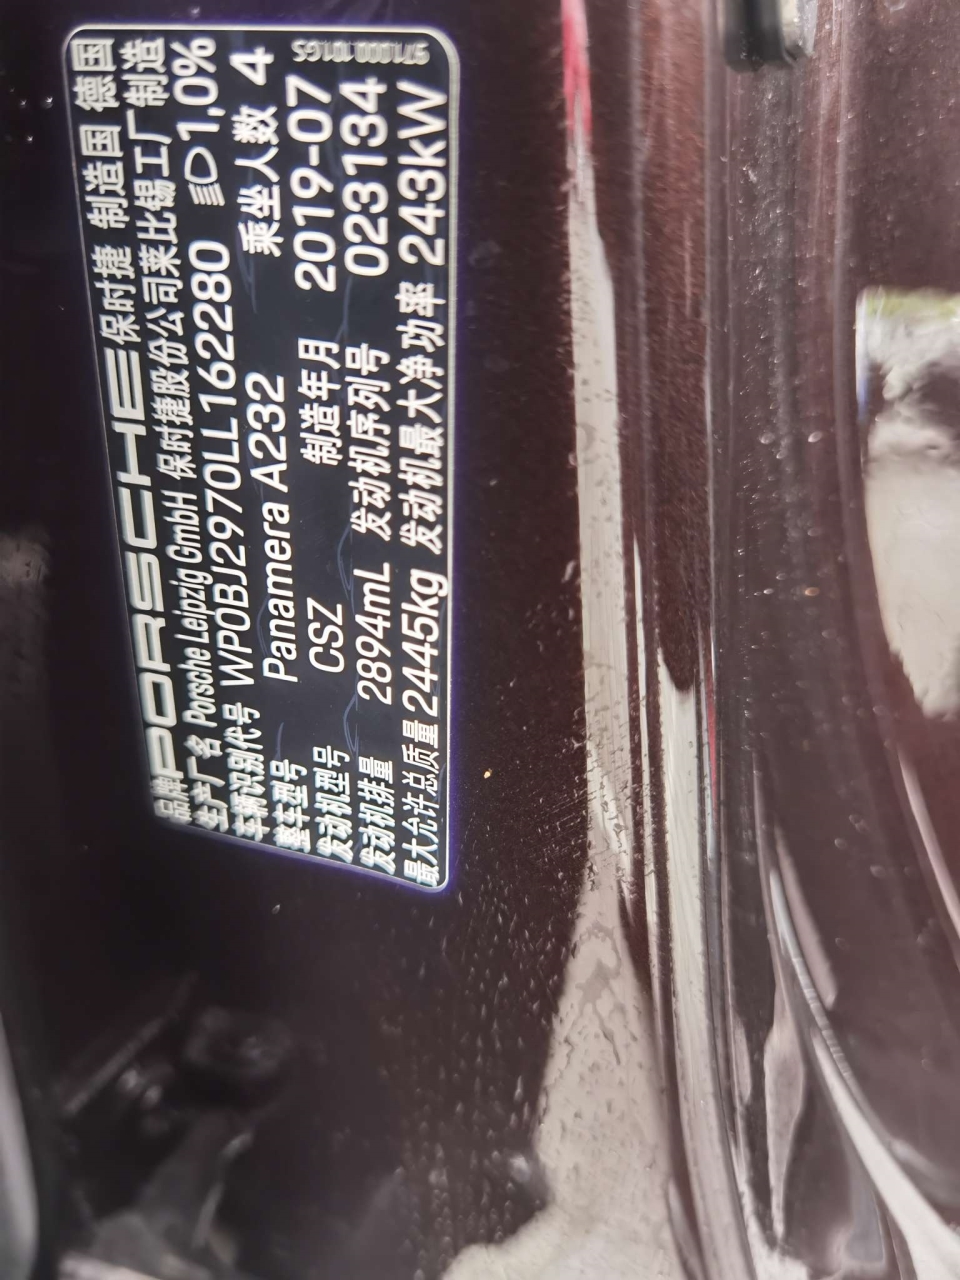 品牌 PORSCHE 保时捷 制造国 德国
生产厂名 Porsche Leipzig GmbH 保时捷股份公司莱比锡工厂制造
车辆识别代号 WP0BJ2970LL162280 1,0%
整车型号 Panamera A232 乘坐人数 4
发动机型号 CSZ 制造年月 2019-07
发动机排量 2894mL 发动机序列号 023134
最大允许总质量 2445kg 发动机最大净功率 243kW